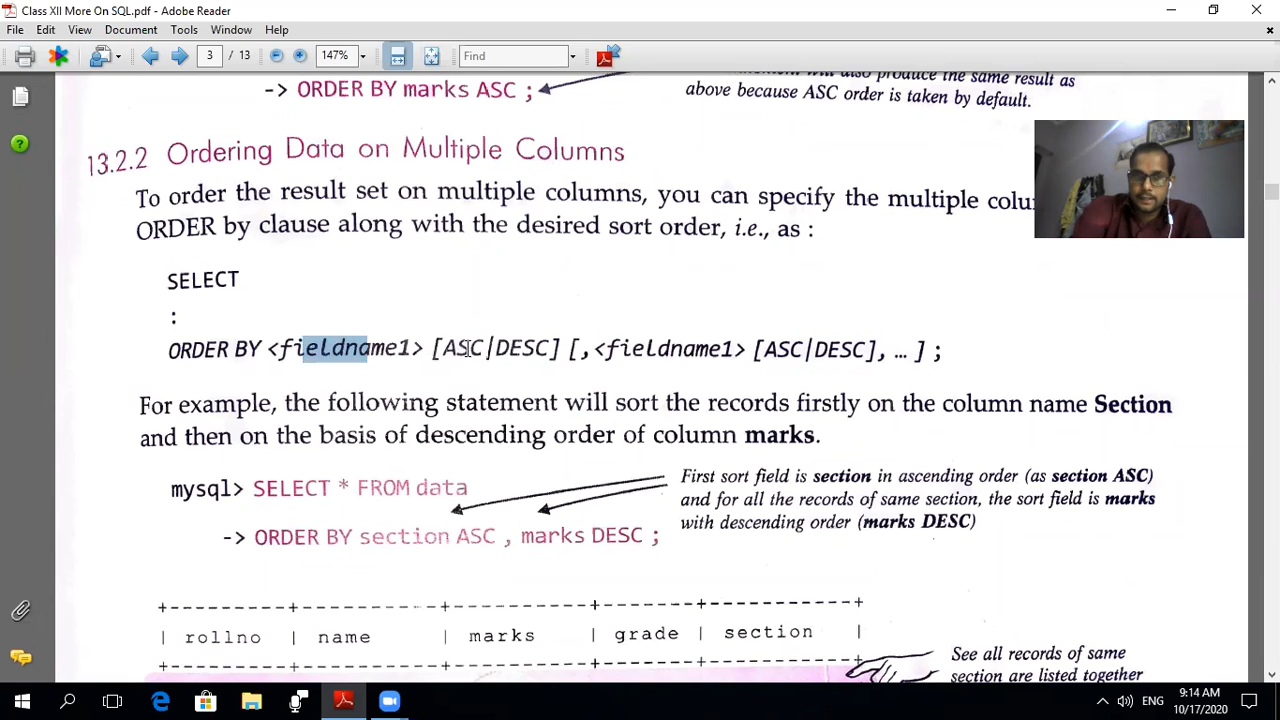 Class XII More On SQL.pdf - Adobe Reader
File Edit View Document Tools Window Help
3 / 13 147% Find
-> ORDER BY marks ASC ;
will also produce the same result as
above because ASC order is taken by default.
13.2.2 Ordering Data on Multiple Columns
To order the result set on multiple columns, you can specify the multiple colu
ORDER by clause along with the desired sort order, i.e., as :
SELECT
:
ORDER BY <fieldname1> [ASC|DESC] [,<fieldname1> [ASC|DESC], ... ] ;
For example, the following statement will sort the records firstly on the column name Section
and then on the basis of descending order of column marks.
mysql> SELECT * FROM data
-> ORDER BY section ASC , marks DESC ;
First sort field is section in ascending order (as section ASC)
and for all the records of same section, the sort field is marks
with descending order (marks DESC)
| rollno | name | marks | grade | section |
See all records of same
section are listed together
ENG
9:14 AM
10/17/2020